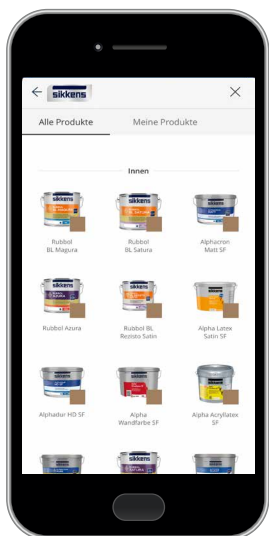 sikkens
Alle Produkte Meine Produkte
Innen
Rubbol
BL Magura
Rubbol
BL Satura
Alphacron
Matt SF
Rubbol Azura
Rubbol BL
Rezisto Satin
Alpha Latex
Satin SF
Alphadur HD SF
Alpha
Wandfarbe SF
Alpha Acryllatex
SF